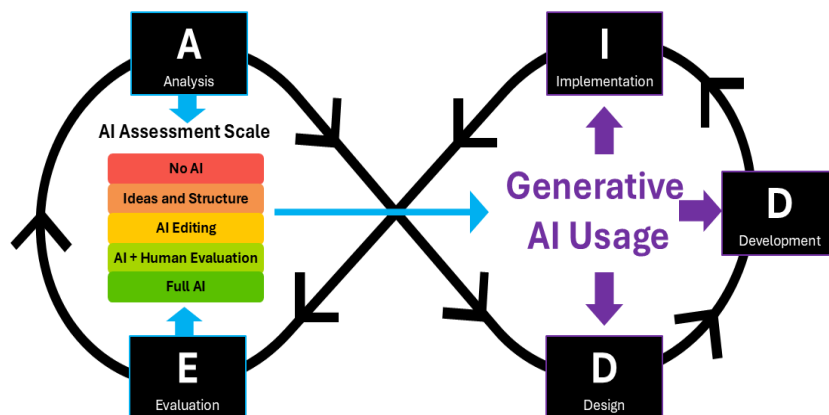 A
Analysis
AI Assessment Scale
No AI
Ideas and Structure
AI Editing
AI + Human Evaluation
Full AI
E
Evaluation
I
Implementation
Generative
AI Usage
D
Development
D
Design